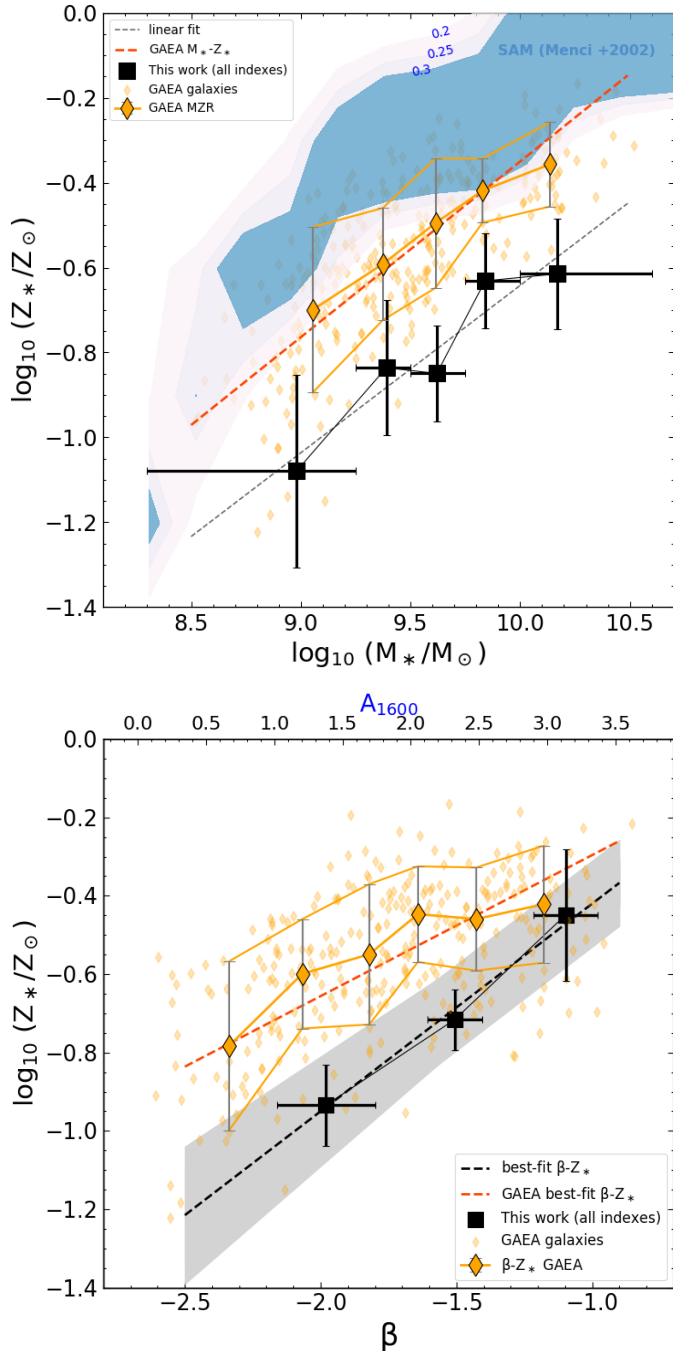 0.0
−0.2
−0.4
−0.6
−0.8
−1.0
−1.2
−1.4
log₁₀ (Z∗/Z⊙)
linear fit
GAEA M∗-Z∗
This work (all indexes)
GAEA galaxies
GAEA MZR
0.2
0.25
0.3
SAM (Menci +2002)
8.5 9.0 9.5 10.0 10.5
log₁₀ (M∗/M⊙)
A₁₆₀₀
0.0 0.5 1.0 1.5 2.0 2.5 3.0 3.5
0.0
−0.2
−0.4
−0.6
−0.8
−1.0
−1.2
−1.4
log₁₀ (Z∗/Z⊙)
best-fit β-Z∗
GAEA best-fit β-Z∗
This work (all indexes)
GAEA galaxies
β-Z∗ GAEA
−2.5 −2.0 −1.5 −1.0
β